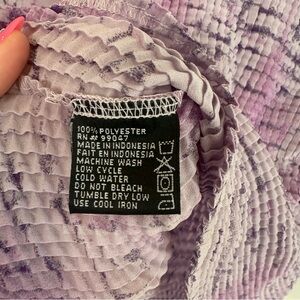 100% POLYESTER
RN # 99047
MADE IN INDONESIA
FAIT EN INDONESIA
MACHINE WASH
LOW CYCLE
COLD WATER
DO NOT BLEACH
TUMBLE DRY LOW
USE COOL IRON